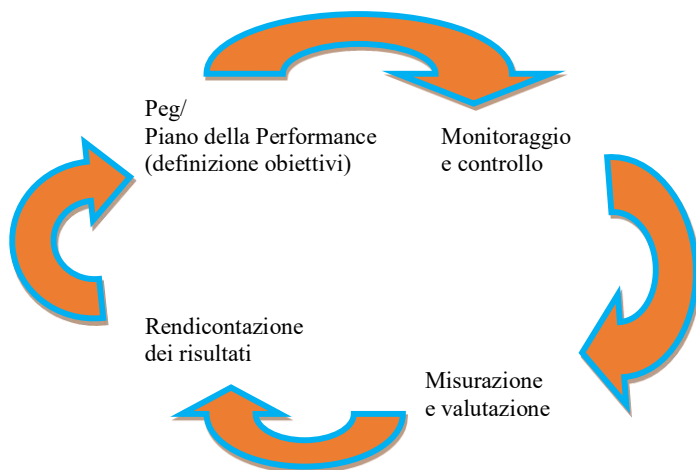 Peg/
Piano della Performance
(definizione obiettivi)
Monitoraggio
e controllo
Misurazione
e valutazione
Rendicontazione
dei risultati